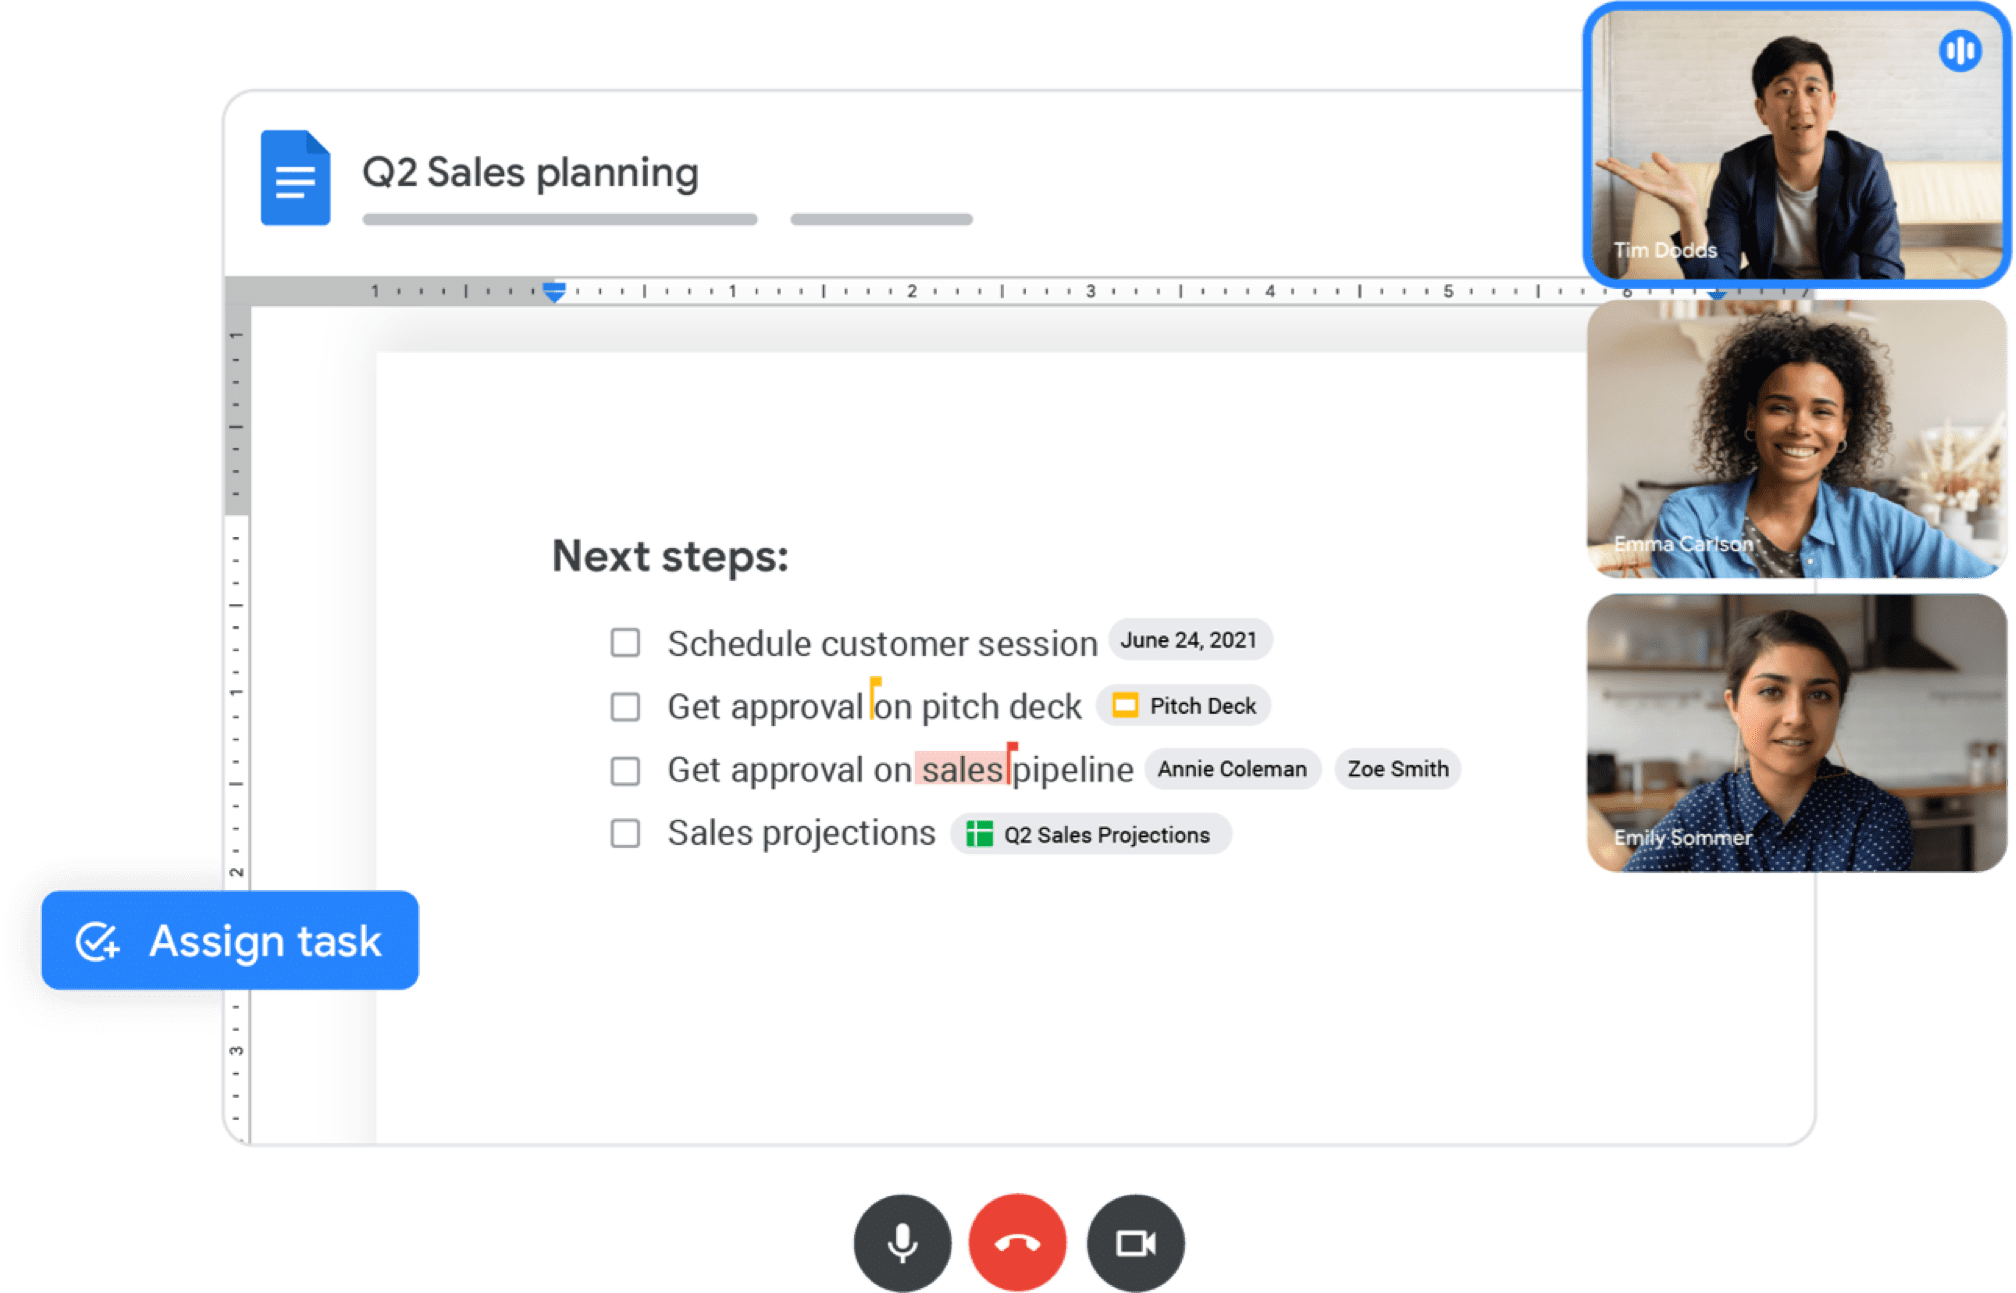 Q2 Sales planning
1 1 2 3 4 5 6 7
1
Next steps:
Schedule customer session June 24, 2021
Get approval on pitch deck Pitch Deck
Get approval on sales pipeline Annie Coleman Zoe Smith
Sales projections Q2 Sales Projections
1
2
3
Assign task
Tim Dodds
Emma Carlson
Emily Sommer